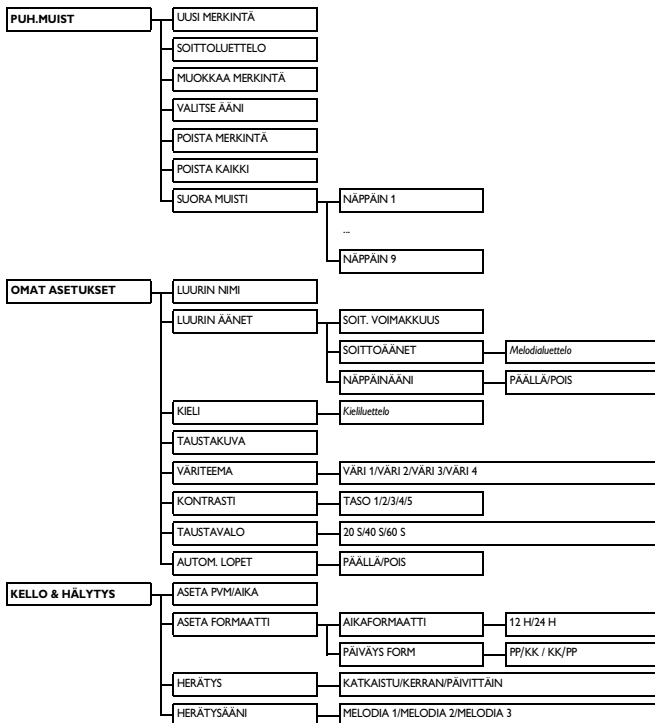 PUH.MUIST
UUSI MERKINTÄ
SOITTOLUETTELO
MUOKKAA MERKINTÄ
VALITSE ÄÄNI
POISTA MERKINTÄ
POISTA KAIKKI
SUORA MUISTI
NÄPPÄIN 1
...
NÄPPÄIN 9
OMAT ASETUKSET
LUURIN NIMI
LUURIN ÄÄNET
SOIT. VOIMAKKUUS
SOITTOÄÄNET
Melodialuettelo
NÄPPÄINÄÄNI
PÄÄLLÄ/POIS
KIELI
Kieliluettelo
TAUSTAKUVA
VÄRITEEMA
VÄRI 1/VÄRI 2/VÄRI 3/VÄRI 4
KONTRASTI
TASO 1/2/3/4/5
TAUSTAVALO
20 S/40 S/60 S
AUTOM. LOPET
PÄÄLLÄ/POIS
KELLO & HÄLYTYS
ASETA PVM/AIKA
ASETA FORMAATTI
AIKAFORMAATTI
12 H/24 H
PÄIVÄYS FORM
PP/KK / KK/PP
HERÄTYS
KATKAISTU/KERRAN/PÄIVITTÄIN
HERÄTYSÄÄNI
MELODIA 1/MELODIA 2/MELODIA 3